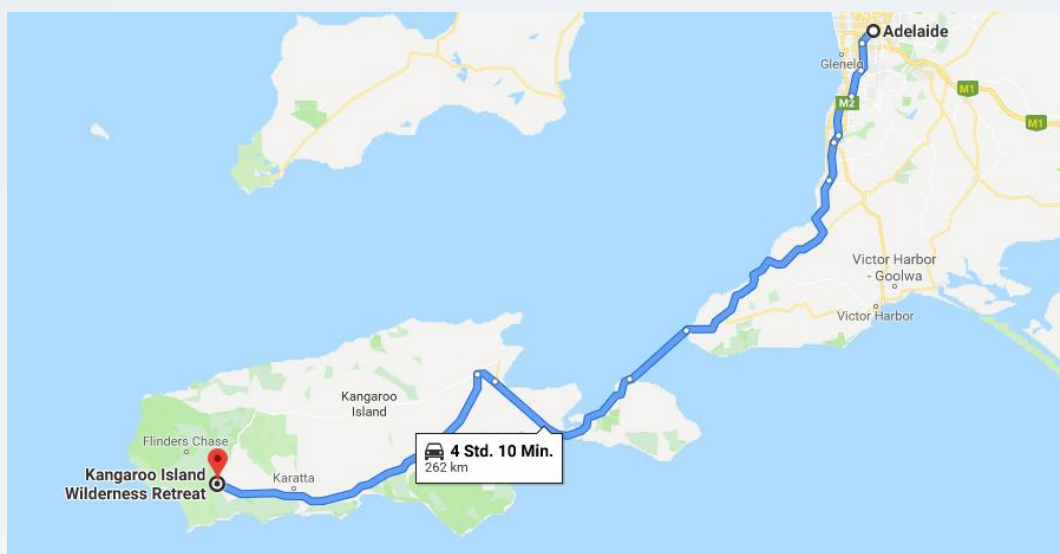 Adelaide
Glenelg
M1
M2
M1
Victor Harbor
- Goolwa
Victor Harbor
Kangaroo
Island
4 Std. 10 Min.
262 km
Flinders Chase
Kangaroo Island
Wilderness Retreat
Karatta